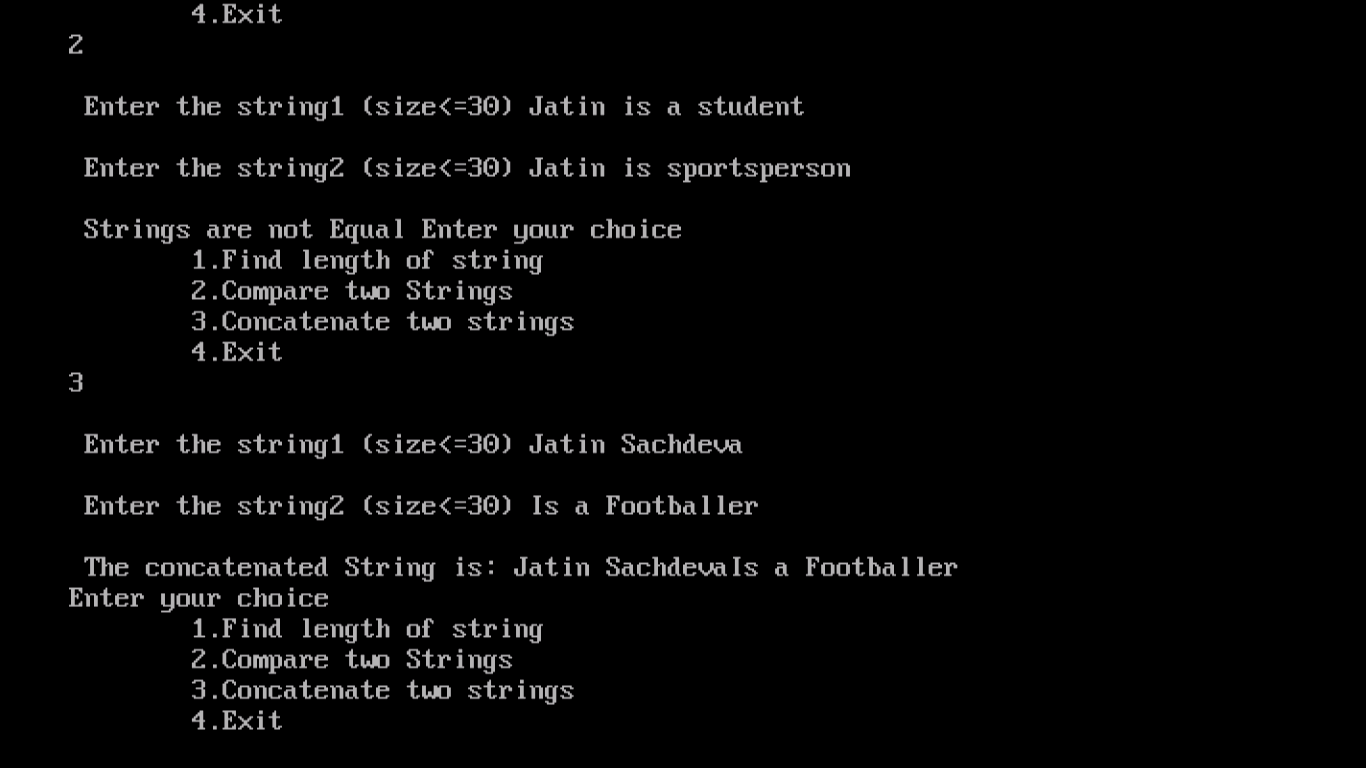 4.Exit
2
Enter the string1 (size<=30) Jatin is a student
Enter the string2 (size<=30) Jatin is sportsperson
Strings are not Equal Enter your choice
1.Find length of string
2.Compare two Strings
3.Concatenate two strings
4.Exit
3
Enter the string1 (size<=30) Jatin Sachdeva
Enter the string2 (size<=30) Is a Footballer
The concatenated String is: Jatin SachdevaIs a Footballer
Enter your choice
1.Find length of string
2.Compare two Strings
3.Concatenate two strings
4.Exit